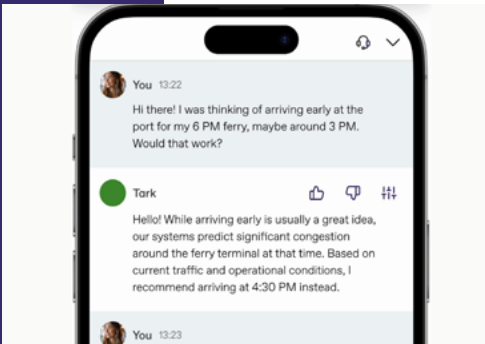 You 13:22
Hi there! I was thinking of arriving early at the
port for my 6 PM ferry, maybe around 3 PM.
Would that work?
Tark
Hello! While arriving early is usually a great idea,
our systems predict significant congestion
around the ferry terminal at that time. Based on
current traffic and operational conditions, I
recommend arriving at 4:30 PM instead.
You 13:23